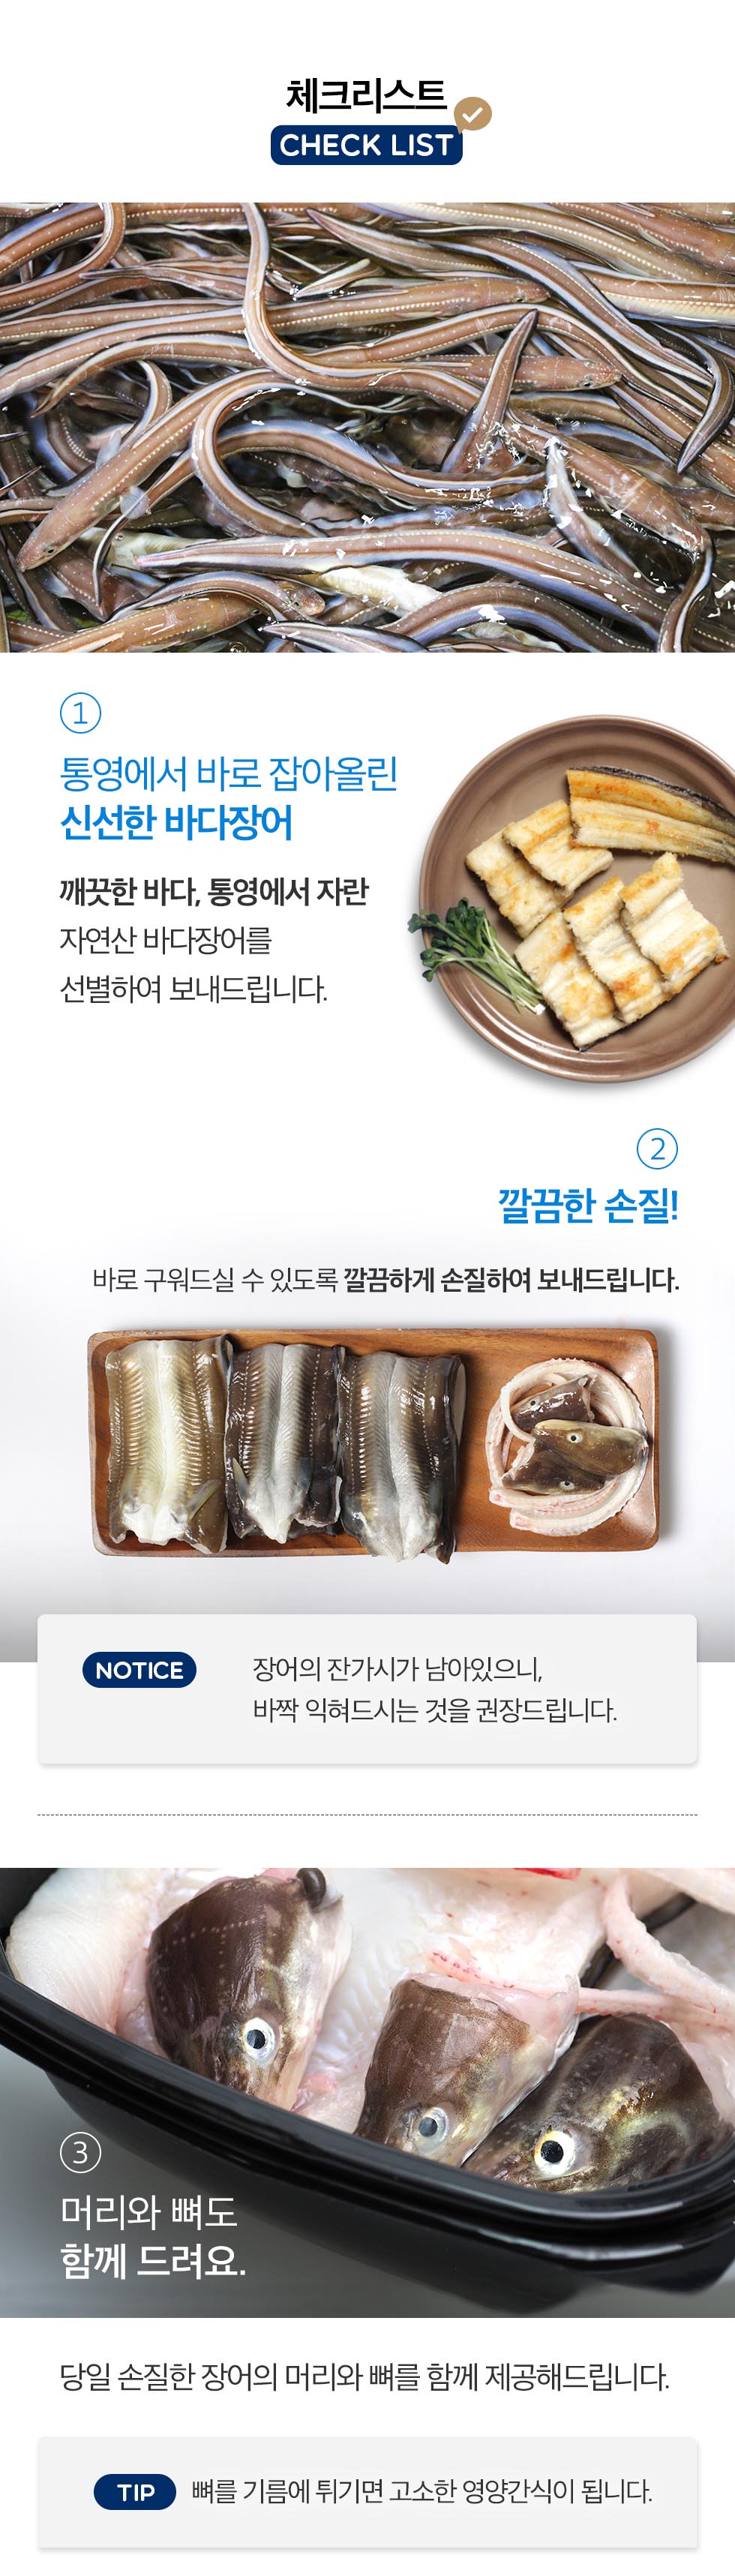 체크리스트
CHECK LIST
1
통영에서 바로 잡아올린
신선한 바다장어
깨끗한 바다, 통영에서 자란
자연산 바다장어를
선별하여 보내드립니다.
2
깔끔한 손질!
바로 구워드실 수 있도록 깔끔하게 손질하여 보내드립니다.
NOTICE
장어의 잔가시가 남아있으니,
바짝 익혀드시는 것을 권장드립니다.
3
머리와 뼈도
함께 드려요.
당일 손질한 장어의 머리와 뼈를 함께 제공해드립니다.
TIP 뼈를 기름에 튀기면 고소한 영양간식이 됩니다.